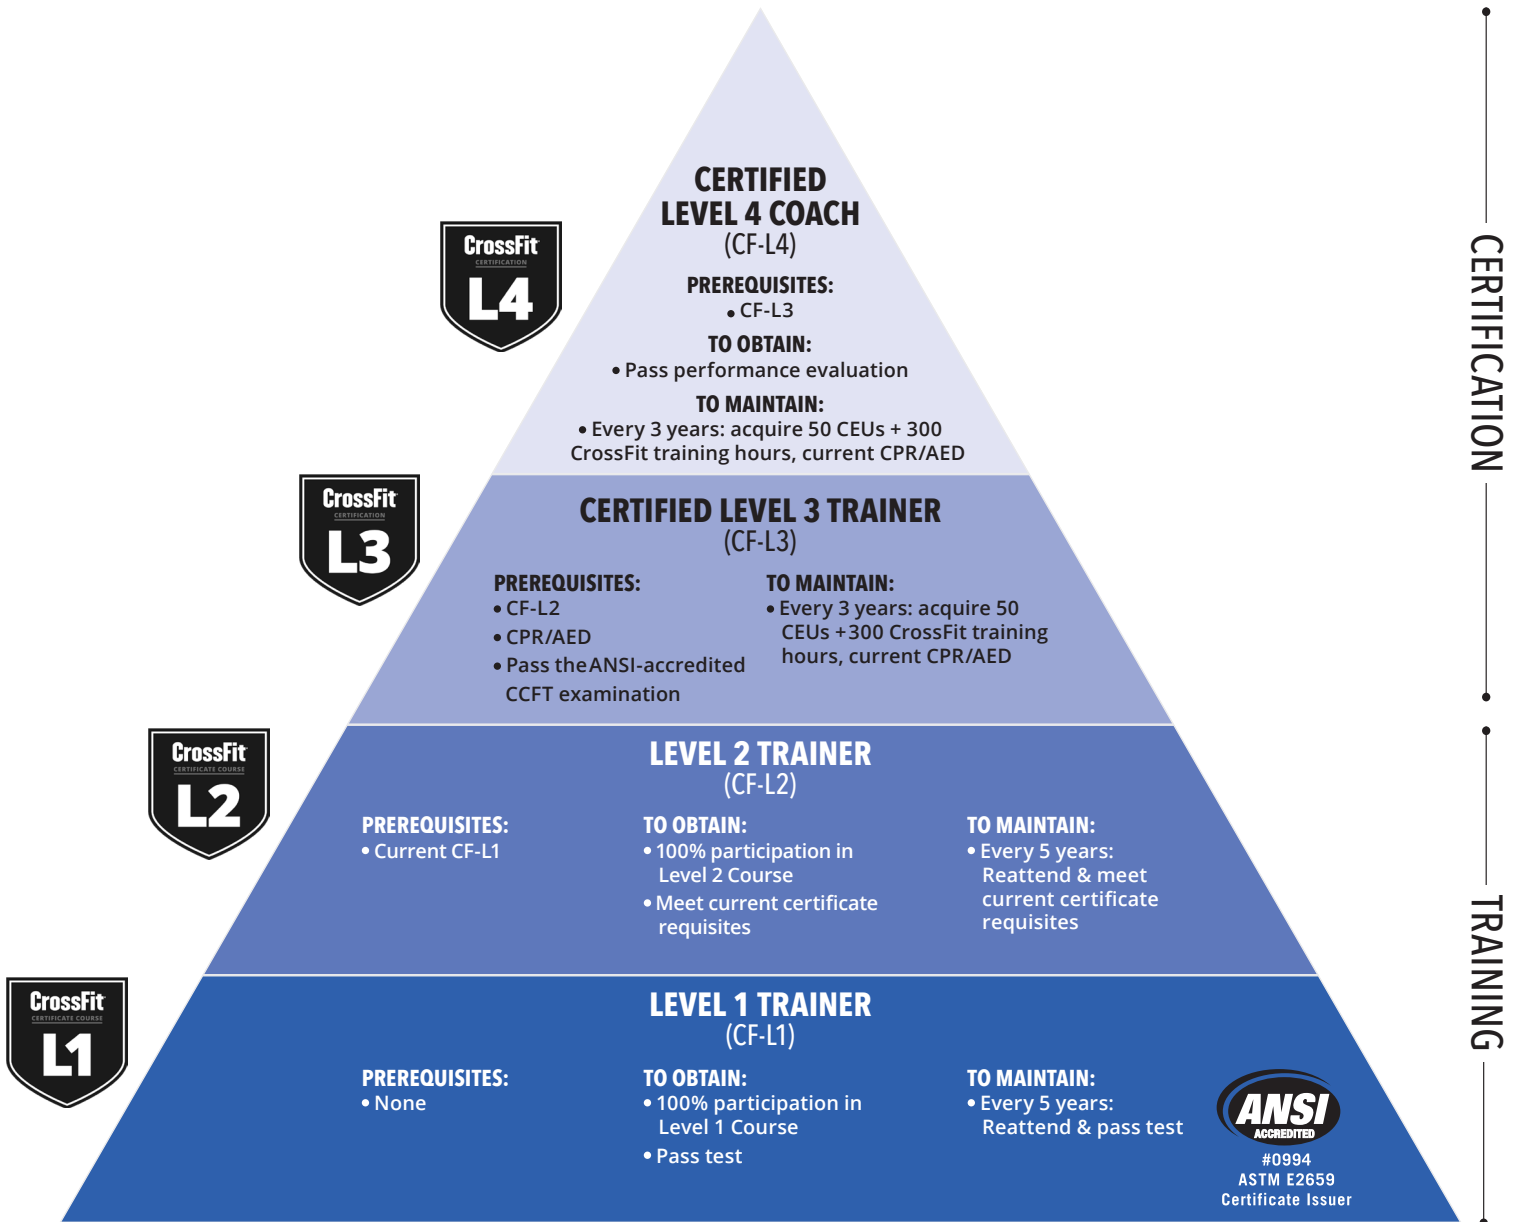 CERTIFIED
LEVEL 4 COACH
(CF-L4)
PREREQUISITES:
• CF-L3
TO OBTAIN:
• Pass performance evaluation
TO MAINTAIN:
• Every 3 years: acquire 50 CEUs + 300
CrossFit training hours, current CPR/AED
CrossFit
CERTIFICATION
L4
CERTIFIED LEVEL 3 TRAINER
(CF-L3)
PREREQUISITES:
• CF-L2
• CPR/AED
• Pass the ANSI-accredited
CCFT examination
TO MAINTAIN:
• Every 3 years: acquire 50
CEUs +300 CrossFit training
hours, current CPR/AED
CrossFit
CERTIFICATION
L3
CERTIFICATION
LEVEL 2 TRAINER
(CF-L2)
PREREQUISITES:
• Current CF-L1
TO OBTAIN:
• 100% participation in
Level 2 Course
• Meet current certificate
requisites
TO MAINTAIN:
• Every 5 years:
Reattend & meet
current certificate
requisites
CrossFit
CERTIFICATE COURSE
L2
LEVEL 1 TRAINER
(CF-L1)
PREREQUISITES:
• None
TO OBTAIN:
• 100% participation in
Level 1 Course
• Pass test
TO MAINTAIN:
• Every 5 years:
Reattend & pass test
CrossFit
CERTIFICATE COURSE
L1
ANSI
ACCREDITED
#0994
ASTM E2659
Certificate Issuer
TRAINING